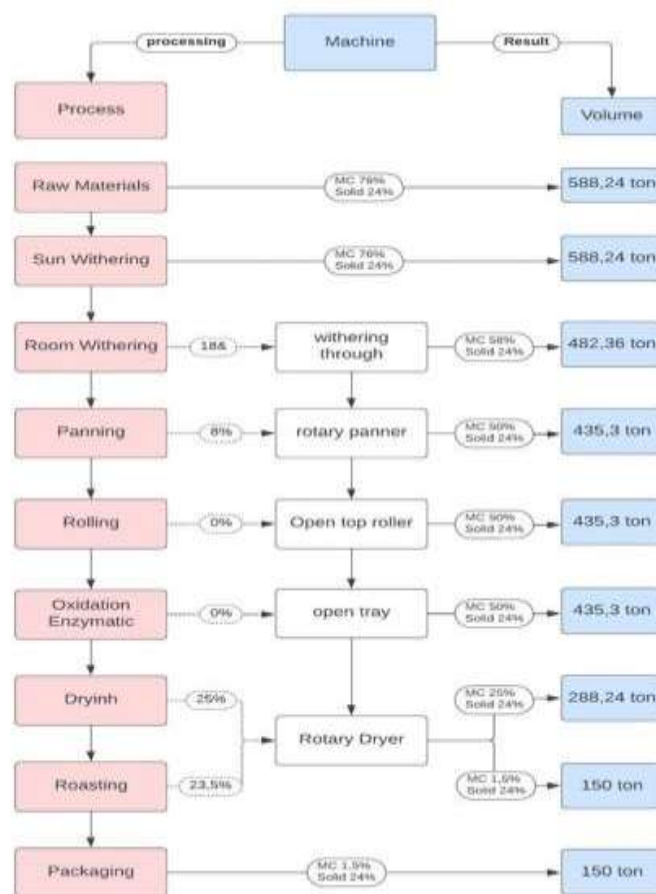 processing
Machine
Result
Process
Volume
Raw Materials
MC 76%
Solid 24%
588,24 ton
Sun Withering
MC 76%
Solid 24%
588,24 ton
Room Withering
18&
withering
through
MC 58%
Solid 24%
482,36 ton
Panning
8%
rotary panner
MC 50%
Solid 24%
435,3 ton
Rolling
0%
Open top roller
MC 50%
Solid 24%
435,3 ton
Oxidation
Enzymatic
0%
open tray
MC 50%
Solid 24%
435,3 ton
Dryinh
25%
MC 25%
Solid 24%
288,24 ton
Rotary Dryer
Roasting
23,5%
MC 1,5%
Solid 24%
150 ton
Packaging
MC 1,5%
Solid 24%
150 ton